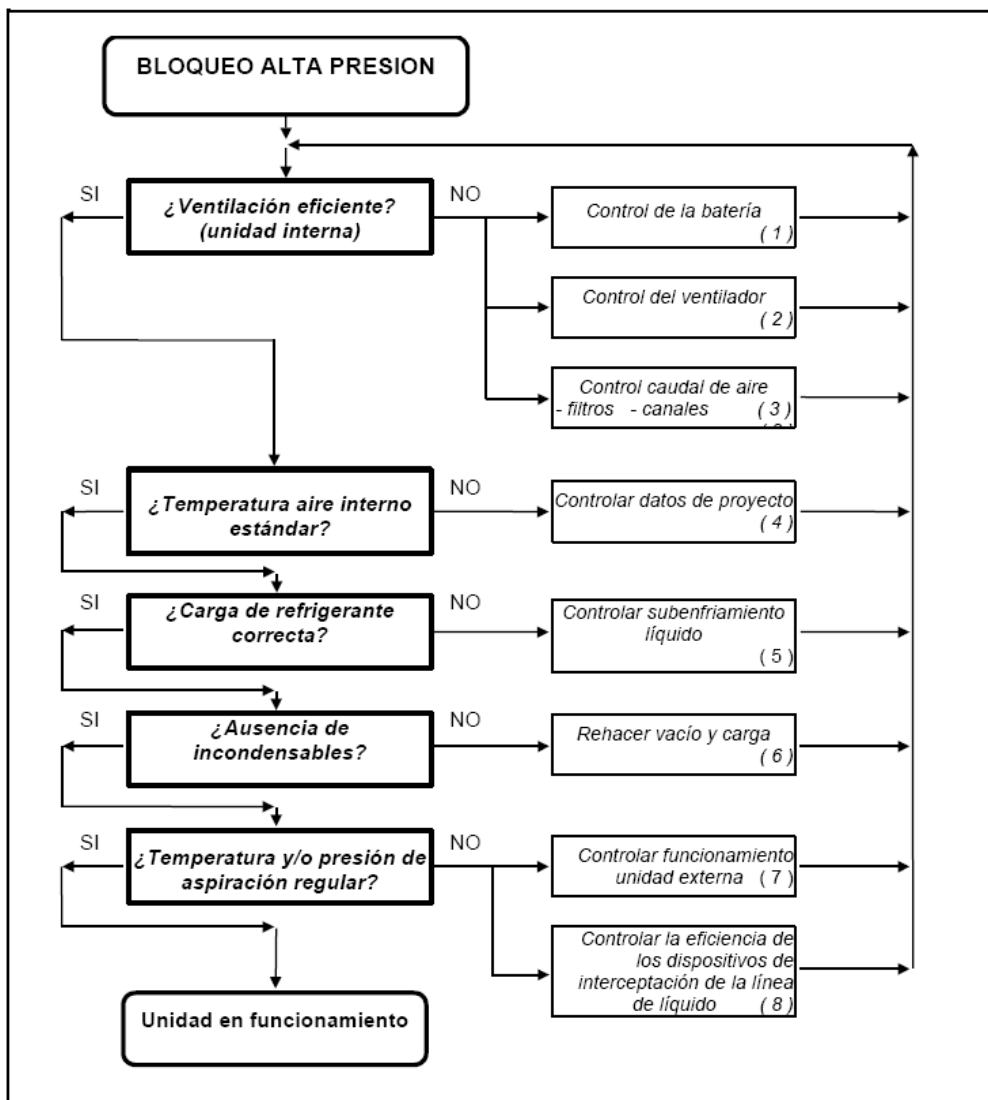 BLOQUEO ALTA PRESION
SI
¿Ventilación eficiente?
(unidad interna)
NO
Control de la batería
( 1 )
Control del ventilador
( 2 )
Control caudal de aire
- filtros - canales ( 3 )
SI
¿Temperatura aire interno
estándar?
NO
Controlar datos de proyecto
( 4 )
SI
¿Carga de refrigerante
correcta?
NO
Controlar subenfriamiento
líquido
( 5 )
SI
¿Ausencia de
incondensables?
NO
Rehacer vacío y carga
( 6 )
SI
¿Temperatura y/o presión de
aspiración regular?
NO
Controlar funcionamiento
unidad externa ( 7 )
Controlar la eficiencia de
los dispositivos de
interceptación de la línea
de líquido ( 8 )
Unidad en funcionamiento